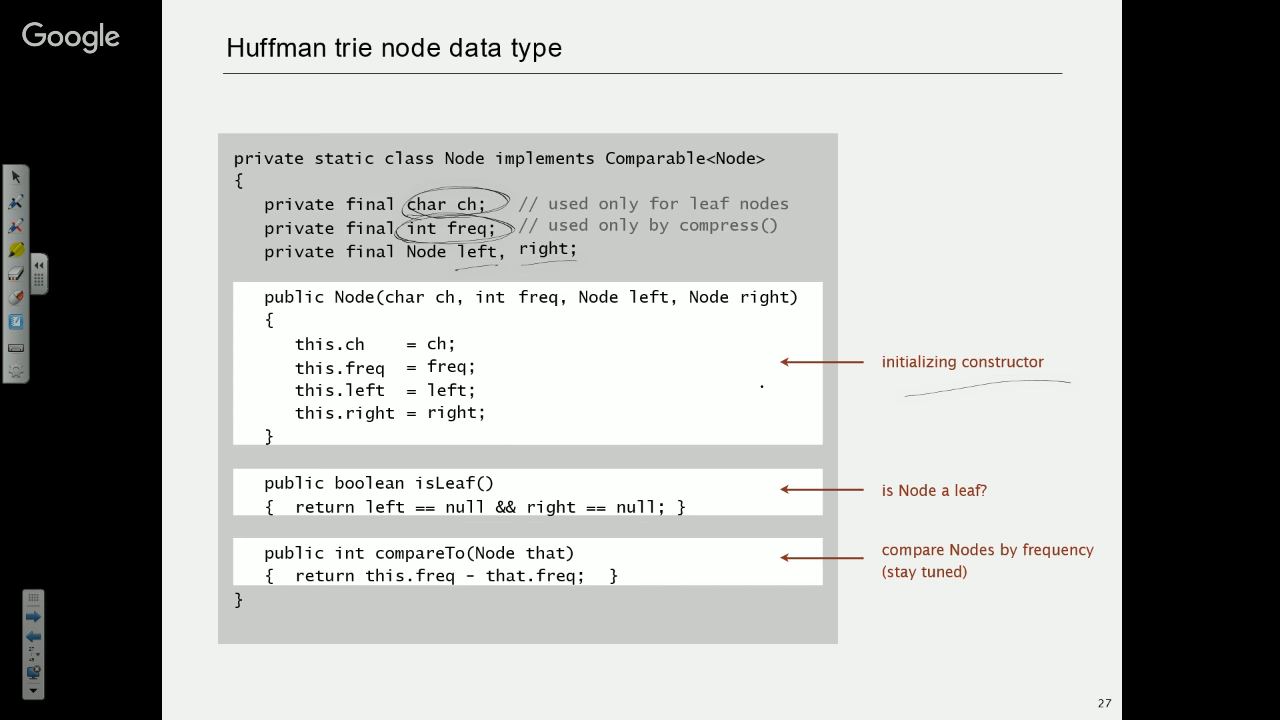 Google
Huffman trie node data type
private static class Node implements Comparable<Node>
{
private final char ch; // used only for leaf nodes
private final int freq; // used only by compress()
private final Node left, right;
public Node(char ch, int freq, Node left, Node right)
{
this.ch = ch;
this.freq = freq;
this.left = left;
this.right = right;
}
initializing constructor
public boolean isLeaf()
{ return left == null && right == null; }
is Node a leaf?
public int compareTo(Node that)
{ return this.freq - that.freq; }
compare Nodes by frequency
(stay tuned)
}
27